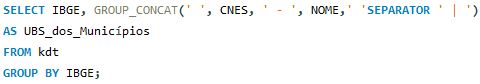 SELECT IBGE, GROUP_CONCAT(' ', CNES, ' - ', NOME,' 'SEPARATOR ' | ')
AS UBS_dos_Municípios
FROM kdt
GROUP BY IBGE;